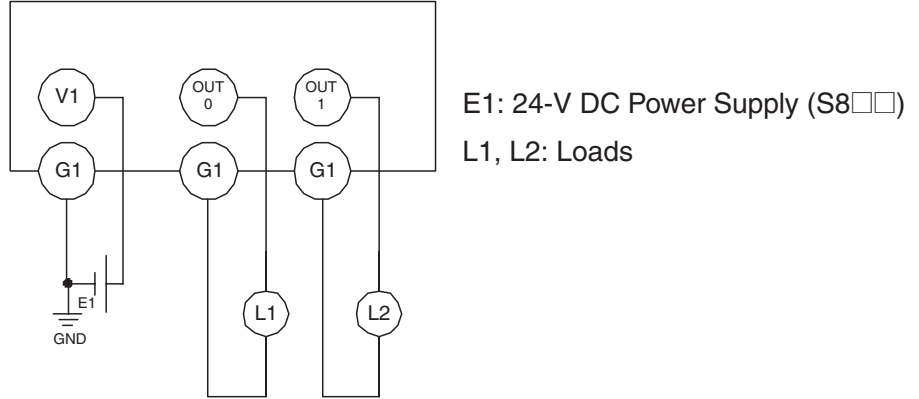 V1
OUT
0
OUT
1
E1: 24-V DC Power Supply (S8□□)
L1, L2: Loads
G1
G1
G1
E1
L1
L2
GND